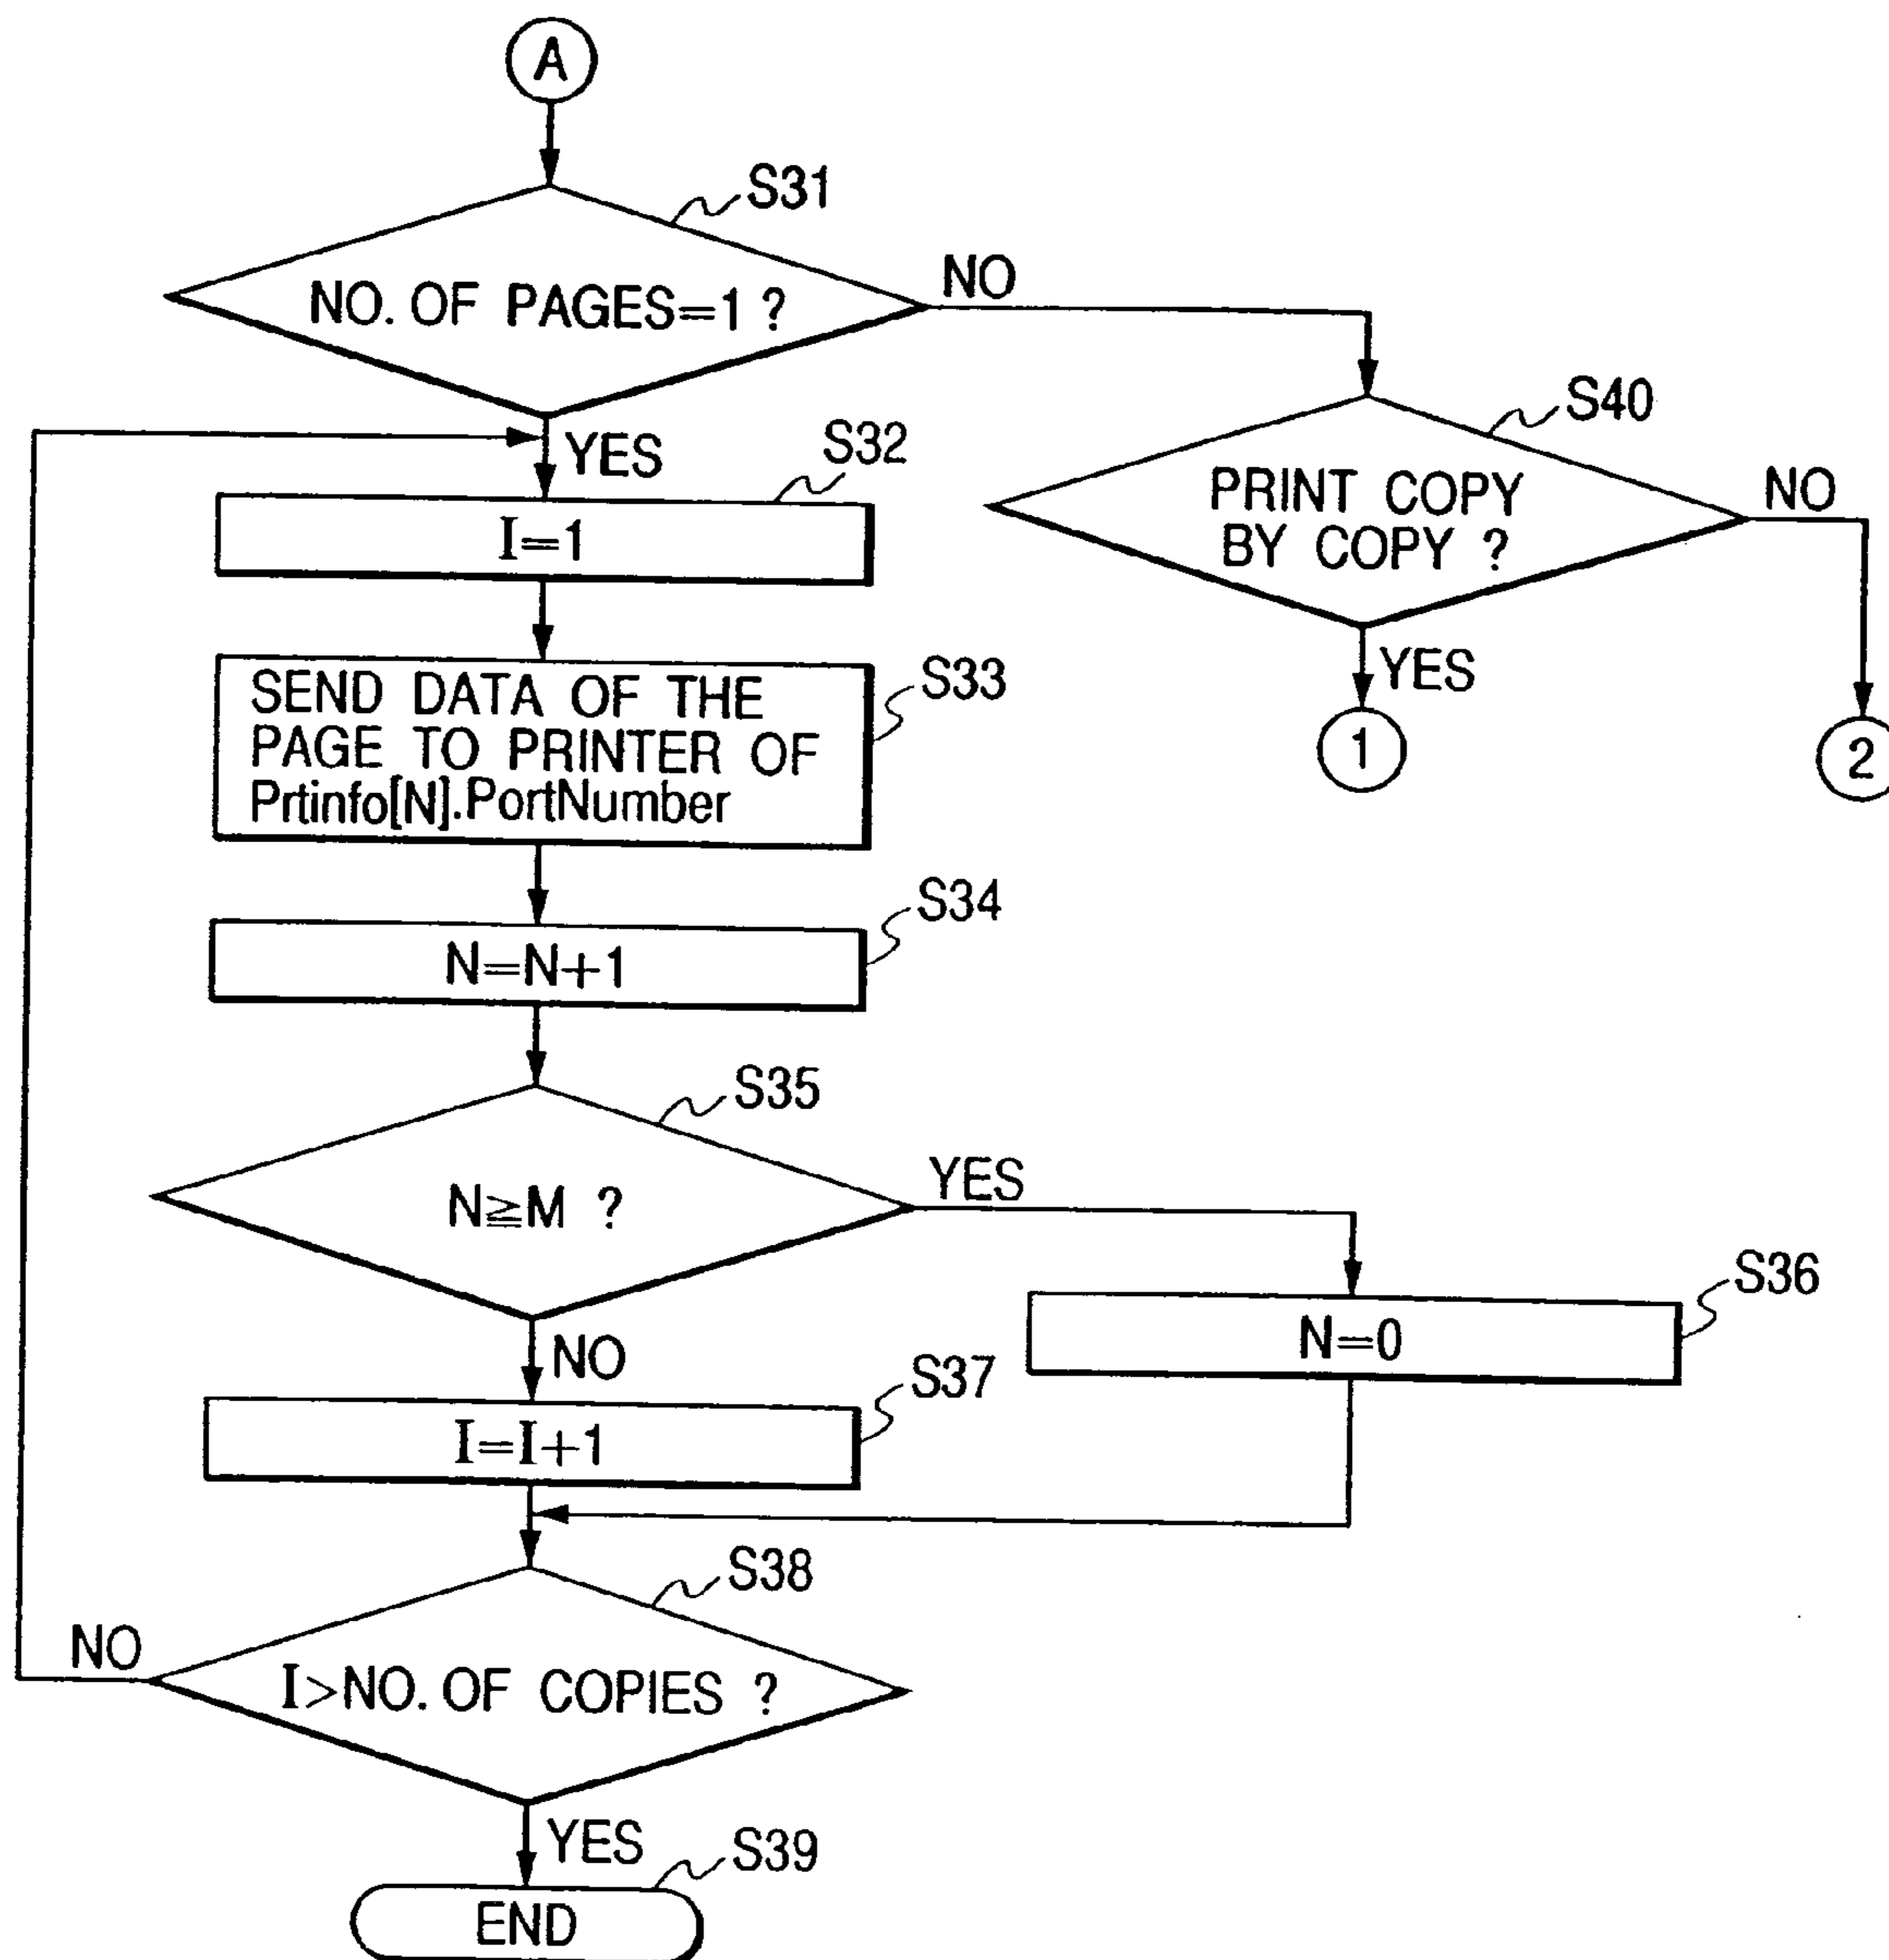 A
S31
NO. OF PAGES=1 ?
NO
YES
S32
I=1
S40
PRINT COPY
BY COPY ?
NO
YES
1
2
S33
SEND DATA OF THE
PAGE TO PRINTER OF
Prtinfo[N].PortNumber
S34
N=N+1
S35
N≧M ?
YES
NO
S36
N=0
S37
I=I+1
S38
I>NO. OF COPIES ?
NO
YES
S39
END